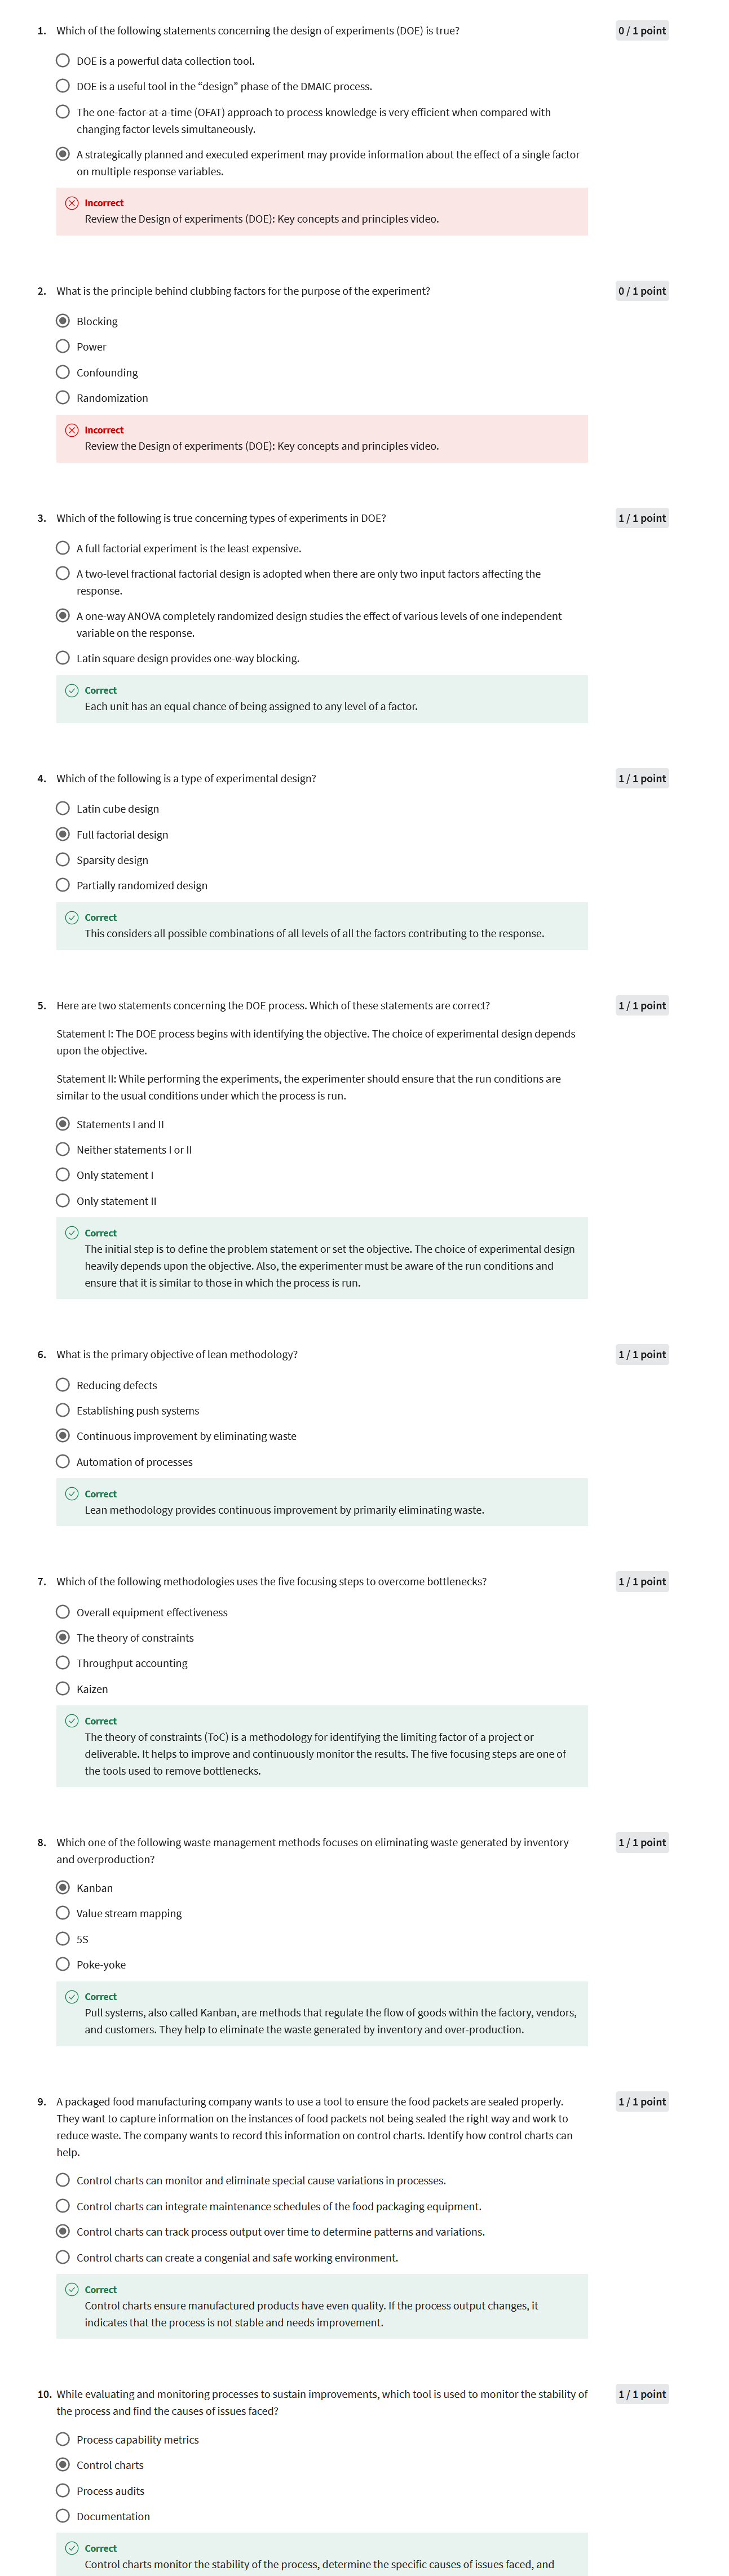 1. Which of the following statements concerning the design of experiments (DOE) is true?
0 / 1 point
DOE is a powerful data collection tool.
DOE is a useful tool in the “design” phase of the DMAIC process.
The one-factor-at-a-time (OFAT) approach to process knowledge is very efficient when compared with
changing factor levels simultaneously.
A strategically planned and executed experiment may provide information about the effect of a single factor
on multiple response variables.
Incorrect
Review the Design of experiments (DOE): Key concepts and principles video.
2. What is the principle behind clubbing factors for the purpose of the experiment?
0 / 1 point
Blocking
Power
Confounding
Randomization
Incorrect
Review the Design of experiments (DOE): Key concepts and principles video.
3. Which of the following is true concerning types of experiments in DOE?
1 / 1 point
A full factorial experiment is the least expensive.
A two-level fractional factorial design is adopted when there are only two input factors affecting the
response.
A one-way ANOVA completely randomized design studies the effect of various levels of one independent
variable on the response.
Latin square design provides one-way blocking.
Correct
Each unit has an equal chance of being assigned to any level of a factor.
4. Which of the following is a type of experimental design?
1 / 1 point
Latin cube design
Full factorial design
Sparsity design
Partially randomized design
Correct
This considers all possible combinations of all levels of all the factors contributing to the response.
5. Here are two statements concerning the DOE process. Which of these statements are correct?
1 / 1 point
Statement I: The DOE process begins with identifying the objective. The choice of experimental design depends
upon the objective.
Statement II: While performing the experiments, the experimenter should ensure that the run conditions are
similar to the usual conditions under which the process is run.
Statements I and II
Neither statements I or II
Only statement I
Only statement II
Correct
The initial step is to define the problem statement or set the objective. The choice of experimental design
heavily depends upon the objective. Also, the experimenter must be aware of the run conditions and
ensure that it is similar to those in which the process is run.
6. What is the primary objective of lean methodology?
1 / 1 point
Reducing defects
Establishing push systems
Continuous improvement by eliminating waste
Automation of processes
Correct
Lean methodology provides continuous improvement by primarily eliminating waste.
7. Which of the following methodologies uses the five focusing steps to overcome bottlenecks?
1 / 1 point
Overall equipment effectiveness
The theory of constraints
Throughput accounting
Kaizen
Correct
The theory of constraints (ToC) is a methodology for identifying the limiting factor of a project or
deliverable. It helps to improve and continuously monitor the results. The five focusing steps are one of
the tools used to remove bottlenecks.
8. Which one of the following waste management methods focuses on eliminating waste generated by inventory
and overproduction?
1 / 1 point
Kanban
Value stream mapping
5S
Poke-yoke
Correct
Pull systems, also called Kanban, are methods that regulate the flow of goods within the factory, vendors,
and customers. They help to eliminate the waste generated by inventory and over-production.
9. A packaged food manufacturing company wants to use a tool to ensure the food packets are sealed properly.
They want to capture information on the instances of food packets not being sealed the right way and work to
reduce waste. The company wants to record this information on control charts. Identify how control charts can
help.
1 / 1 point
Control charts can monitor and eliminate special cause variations in processes.
Control charts can integrate maintenance schedules of the food packaging equipment.
Control charts can track process output over time to determine patterns and variations.
Control charts can create a congenial and safe working environment.
Correct
Control charts ensure manufactured products have even quality. If the process output changes, it
indicates that the process is not stable and needs improvement.
10. While evaluating and monitoring processes to sustain improvements, which tool is used to monitor the stability of
the process and find the causes of issues faced?
1 / 1 point
Process capability metrics
Control charts
Process audits
Documentation
Correct
Control charts monitor the stability of the process, determine the specific causes of issues faced, and